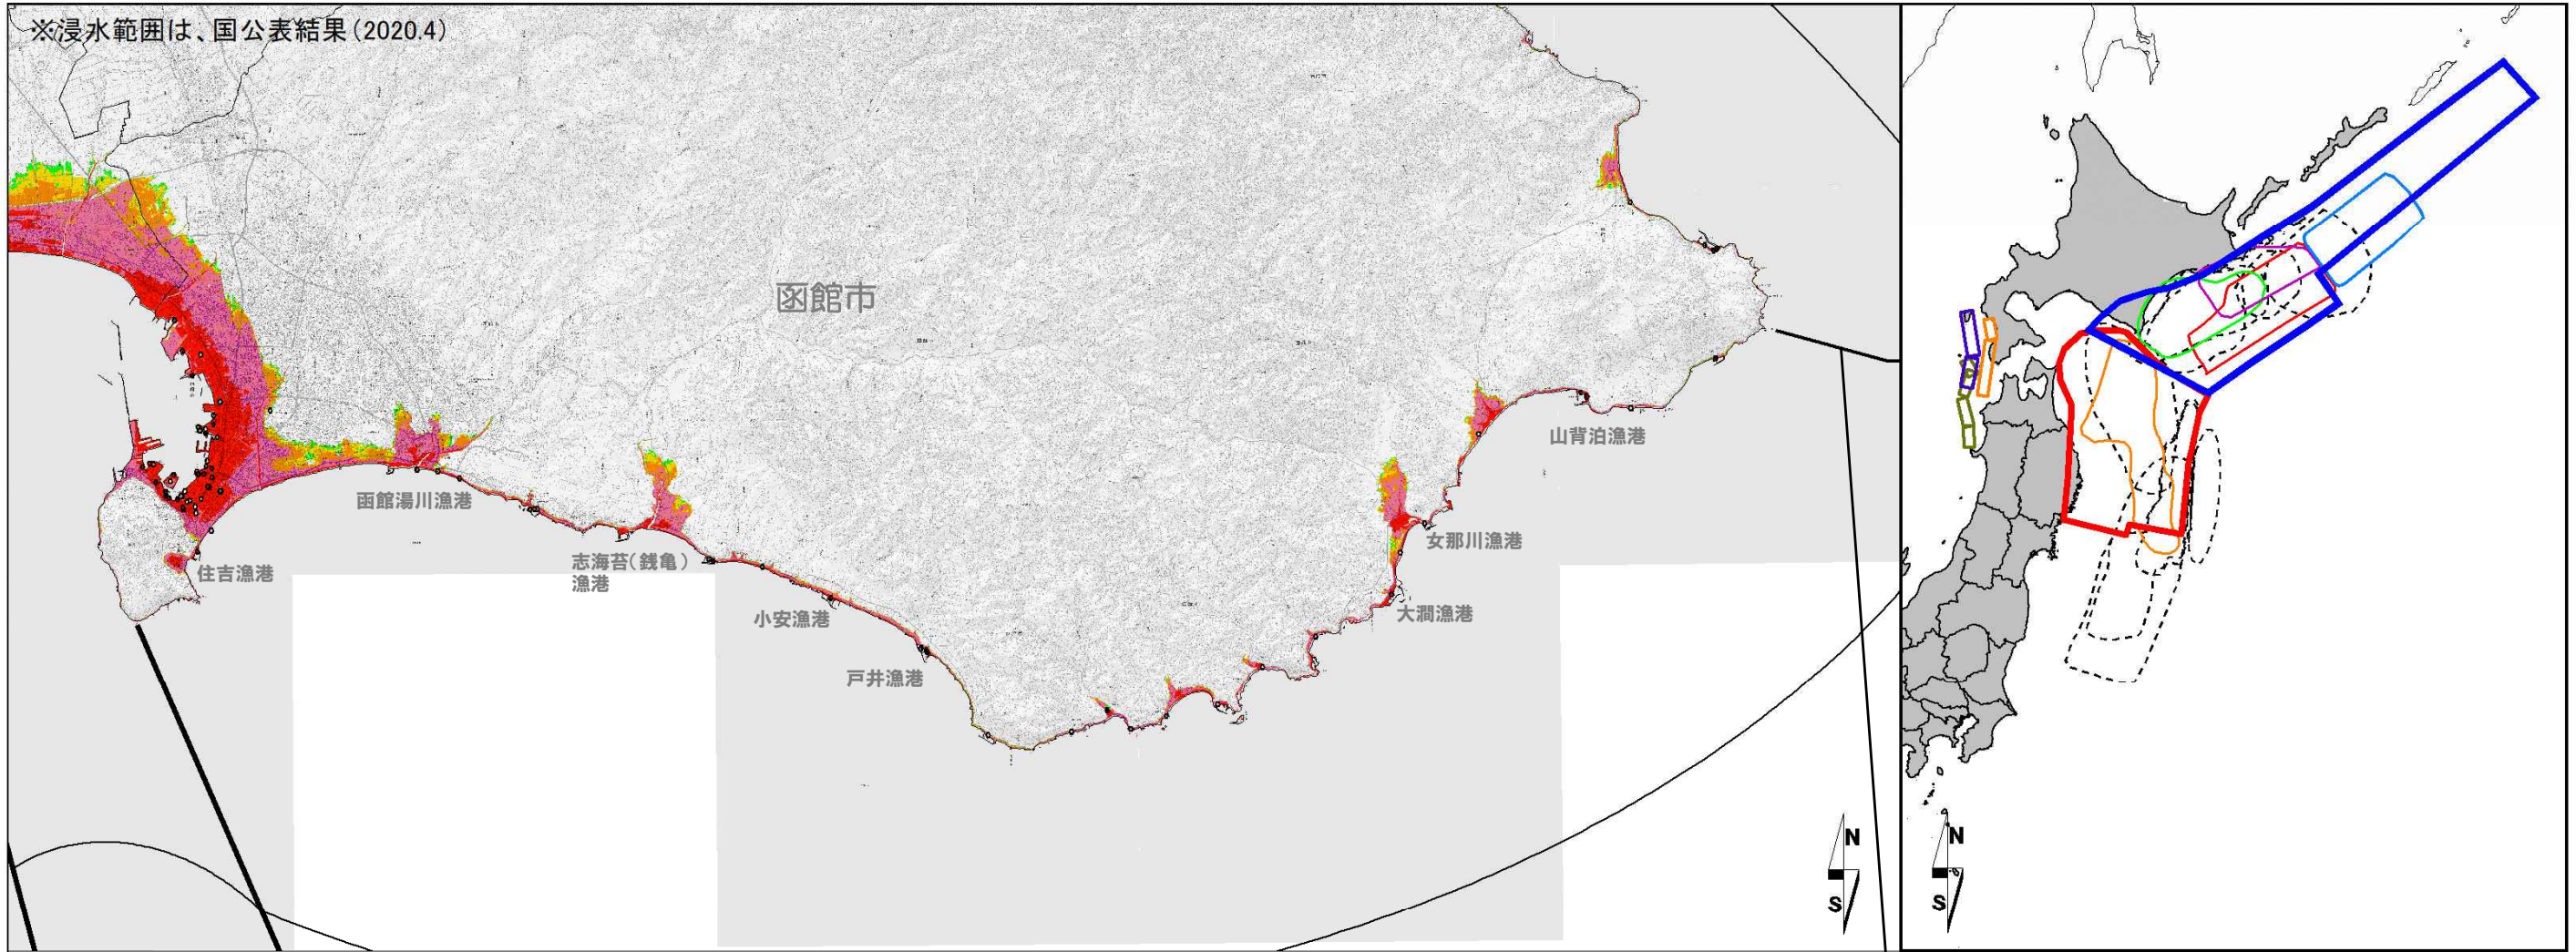 ※浸水範囲は、国公表結果(2020.4)
函館市
山背泊漁港
函館湯川漁港
女那川漁港
志海苔(銭亀)
漁港
住吉漁港
大澗漁港
小安漁港
戸井漁港
N
S
N
S